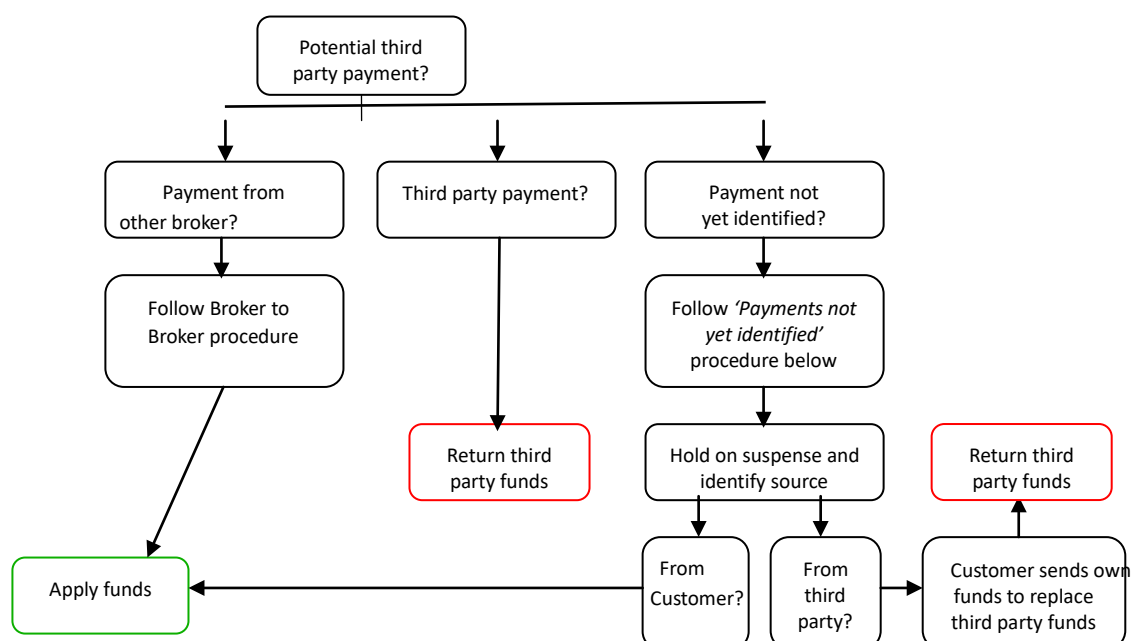 Potential third
party payment?
Payment from
other broker?
Third party payment?
Payment not
yet identified?
Follow Broker to
Broker procedure
Follow ‘Payments not
yet identified’
procedure below
Return third
party funds
Hold on suspense and
identify source
Return third
party funds
Apply funds
From
Customer?
From
third
party?
Customer sends own
funds to replace
third party funds